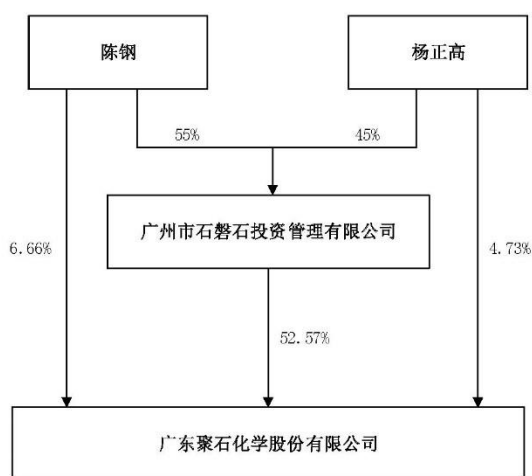 陈钢
杨正高
55%
45%
广州市石磐石投资管理有限公司
6.66%
4.73%
52.57%
广东聚石化学股份有限公司